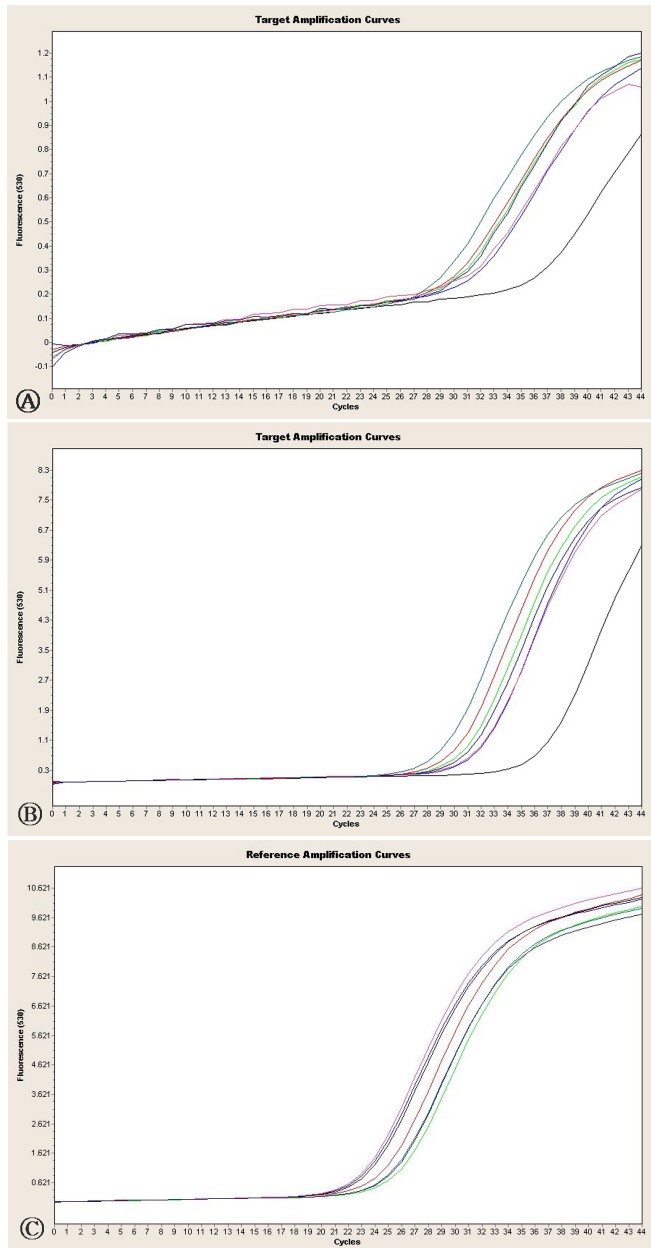 Target Amplification Curves
1.2
1.1
1
0.9
0.8
0.7
0.6
0.5
0.4
0.3
0.2
0.1
0
-0.1
Fluorescence (530)
0 1 2 3 4 5 6 7 8 9 10 11 12 13 14 15 16 17 18 19 20 21 22 23 24 25 26 27 28 29 30 31 32 33 34 35 36 37 38 39 40 41 42 43 44
Cycles
A
Target Amplification Curves
8.3
7.5
6.7
5.9
5.1
4.3
3.5
2.7
1.9
1.1
0.3
Fluorescence (530)
0 1 2 3 4 5 6 7 8 9 10 11 12 13 14 15 16 17 18 19 20 21 22 23 24 25 26 27 28 29 30 31 32 33 34 35 36 37 38 39 40 41 42 43 44
Cycles
B
Reference Amplification Curves
10.621
9.621
8.621
7.621
6.621
5.621
4.621
3.621
2.621
1.621
0.621
Fluorescence (530)
0 1 2 3 4 5 6 7 8 9 10 11 12 13 14 15 16 17 18 19 20 21 22 23 24 25 26 27 28 29 30 31 32 33 34 35 36 37 38 39 40 41 42 43 44
Cycles
C